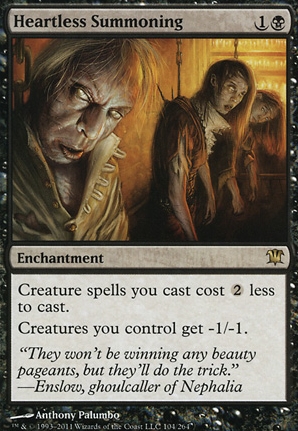 Heartless Summoning 1
Enchantment
Creature spells you cast cost 2 less
to cast.
Creatures you control get -1/-1.
"They won't be winning any beauty
pageants, but they'll do the trick."
—Enslow, ghoulcaller of Nephalia
Anthony Palumbo
™ & © 1993-2011 Wizards of the Coast LLC 104/264